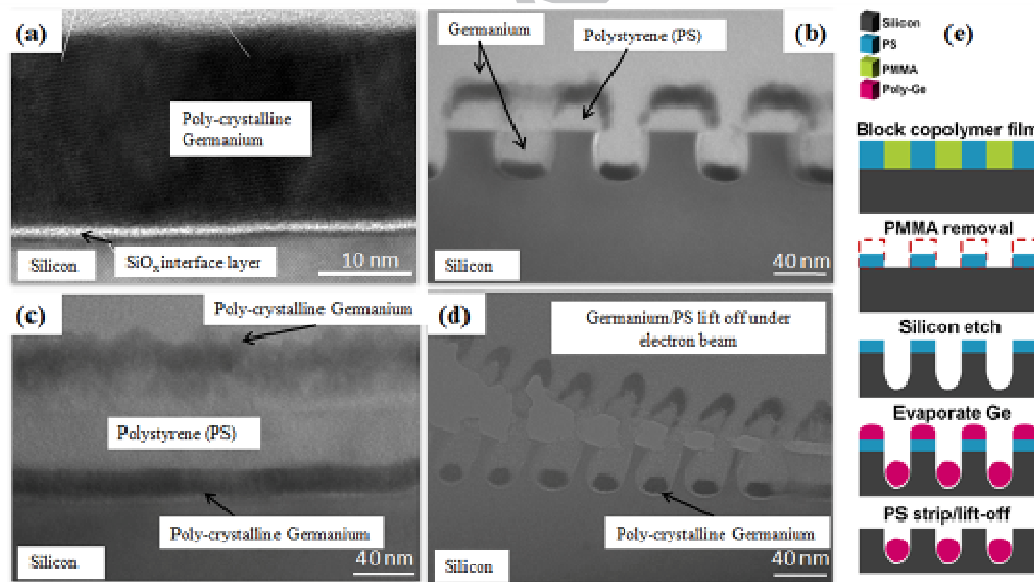 (a)
Poly-crystalline
Germanium
SiOx interface layer
Silicon
10 nm
Germanium
Polystyrene (PS)
(b)
Silicon
40 nm
(c)
Poly-crystalline Germanium
Polystyrene (PS)
Poly-crystalline Germanium
Silicon
40 nm
(d)
Germanium/PS lift off under
electron beam
Poly-crystalline Germanium
Silicon
40 nm
Silicon
PS
PMMA
Poly-Ge
(e)
Block copolymer film
PMMA removal
Silicon etch
Evaporate Ge
PS strip/lift-off